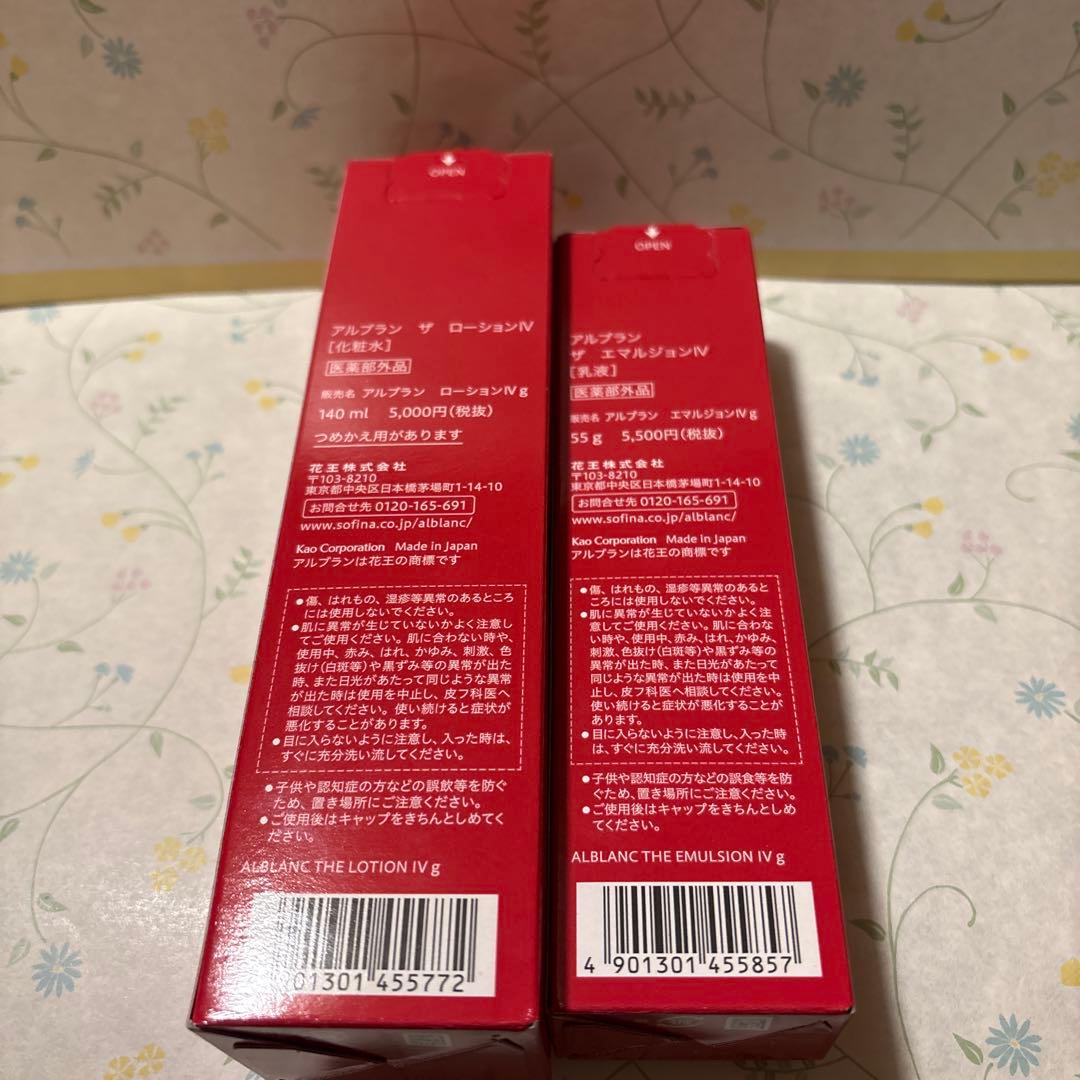 OPEN
アルブラン ザ ローションⅣ
[化粧水]
医薬部外品
販売名 アルブラン ローションⅣ g
140 ml 5,000円(税抜)
つめかえ用があります
花王株式会社
〒103-8210
東京都中央区日本橋茅場町1-14-10
お問合せ先 0120-165-691
www.sofina.co.jp/alblanc/
Kao Corporation Made in Japan
アルブランは花王の商標です
●傷、はれもの、湿疹等異常のあるところ
には使用しないでください。
●肌に異常が生じていないかよく注意し
てご使用ください。肌に合わない時や、
使用中、赤み、はれ、かゆみ、刺激、色
抜け(白斑等)や黒ずみ等の異常が出た
時、また日光があたって同じような異常
が出た時は使用を中止し、皮フ科医へ
相談してください。使い続けると症状が
悪化することがあります。
●目に入らないように注意し、入った時は、
すぐに充分洗い流してください。
●子供や認知症の方などの誤飲等を防ぐ
ため、置き場所にご注意ください。
●ご使用後はキャップをきちんとしめてく
ださい。
ALBLANC THE LOTION IV g
01301 455772
OPEN
アルブラン
ザ エマルジョンⅣ
[乳液]
医薬部外品
販売名 アルブラン エマルジョンⅣ g
55 g 5,500円(税抜)
花王株式会社
〒103-8210
東京都中央区日本橋茅場町1-14-10
お問合せ先 0120-165-691
www.sofina.co.jp/alblanc/
Kao Corporation Made in Japan
アルブランは花王の商標です
●傷、はれもの、湿疹等異常のあると
ころには使用しないでください。
●肌に異常が生じていないかよく注
意してご使用ください。肌に合わな
い時や、使用中、赤み、はれ、かゆみ、
刺激、色抜け(白斑等)や黒ずみ等の
異常が出た時、また日光があたって
同じような異常が出た時は使用を中
止し、皮フ科医へ相談してください。
使い続けると症状が悪化することが
あります。
●目に入らないように注意し、入った時
は、すぐに充分洗い流してください。
●子供や認知症の方などの誤食等を防
ぐため、置き場所にご注意ください。
●ご使用後はキャップをきちんとしめ
てください。
ALBLANC THE EMULSION IV g
4 901301 455857